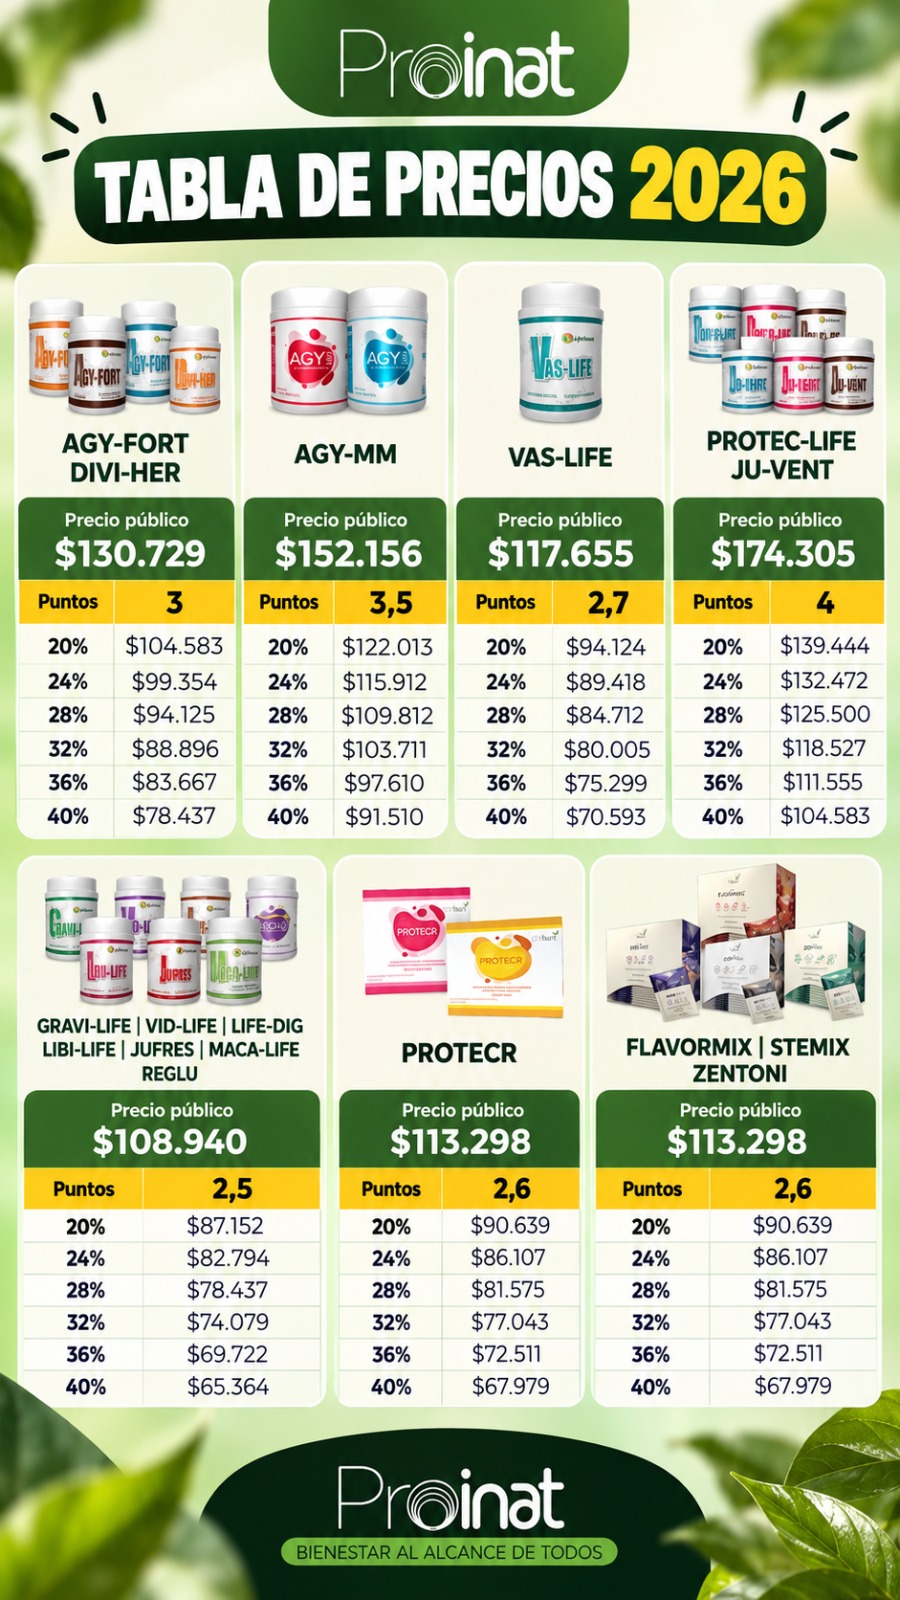 Proinat
TABLA DE PRECIOS 2026
AGY-FORT
DIVI-HER
Precio público
$130.729
Puntos 3
20% $104.583
24% $99.354
28% $94.125
32% $88.896
36% $83.667
40% $78.437
AGY
AGY
AGY-MM
Precio público
$152.156
Puntos 3,5
20% $122.013
24% $115.912
28% $109.812
32% $103.711
36% $97.610
40% $91.510
VAS-LIFE
VAS-LIFE
Precio público
$117.655
Puntos 2,7
20% $94.124
24% $89.418
28% $84.712
32% $80.005
36% $75.299
40% $70.593
JU-VENT
PROTEC-LIFE
JU-VENT
Precio público
$174.305
Puntos 4
20% $139.444
24% $132.472
28% $125.500
32% $118.527
36% $111.555
40% $104.583
GRAVI-LIFE | VID-LIFE | LIFE-DIG
LIBI-LIFE | JUFRES | MACA-LIFE
REGLU
Precio público
$108.940
Puntos 2,5
20% $87.152
24% $82.794
28% $78.437
32% $74.079
36% $69.722
40% $65.364
PROTECR
PROTECR
PROTECR
Precio público
$113.298
Puntos 2,6
20% $90.639
24% $86.107
28% $81.575
32% $77.043
36% $72.511
40% $67.979
FLAVORMIX | STEMIX
ZENTONI
Precio público
$113.298
Puntos 2,6
20% $90.639
24% $86.107
28% $81.575
32% $77.043
36% $72.511
40% $67.979
Proinat
BIENESTAR AL ALCANCE DE TODOS